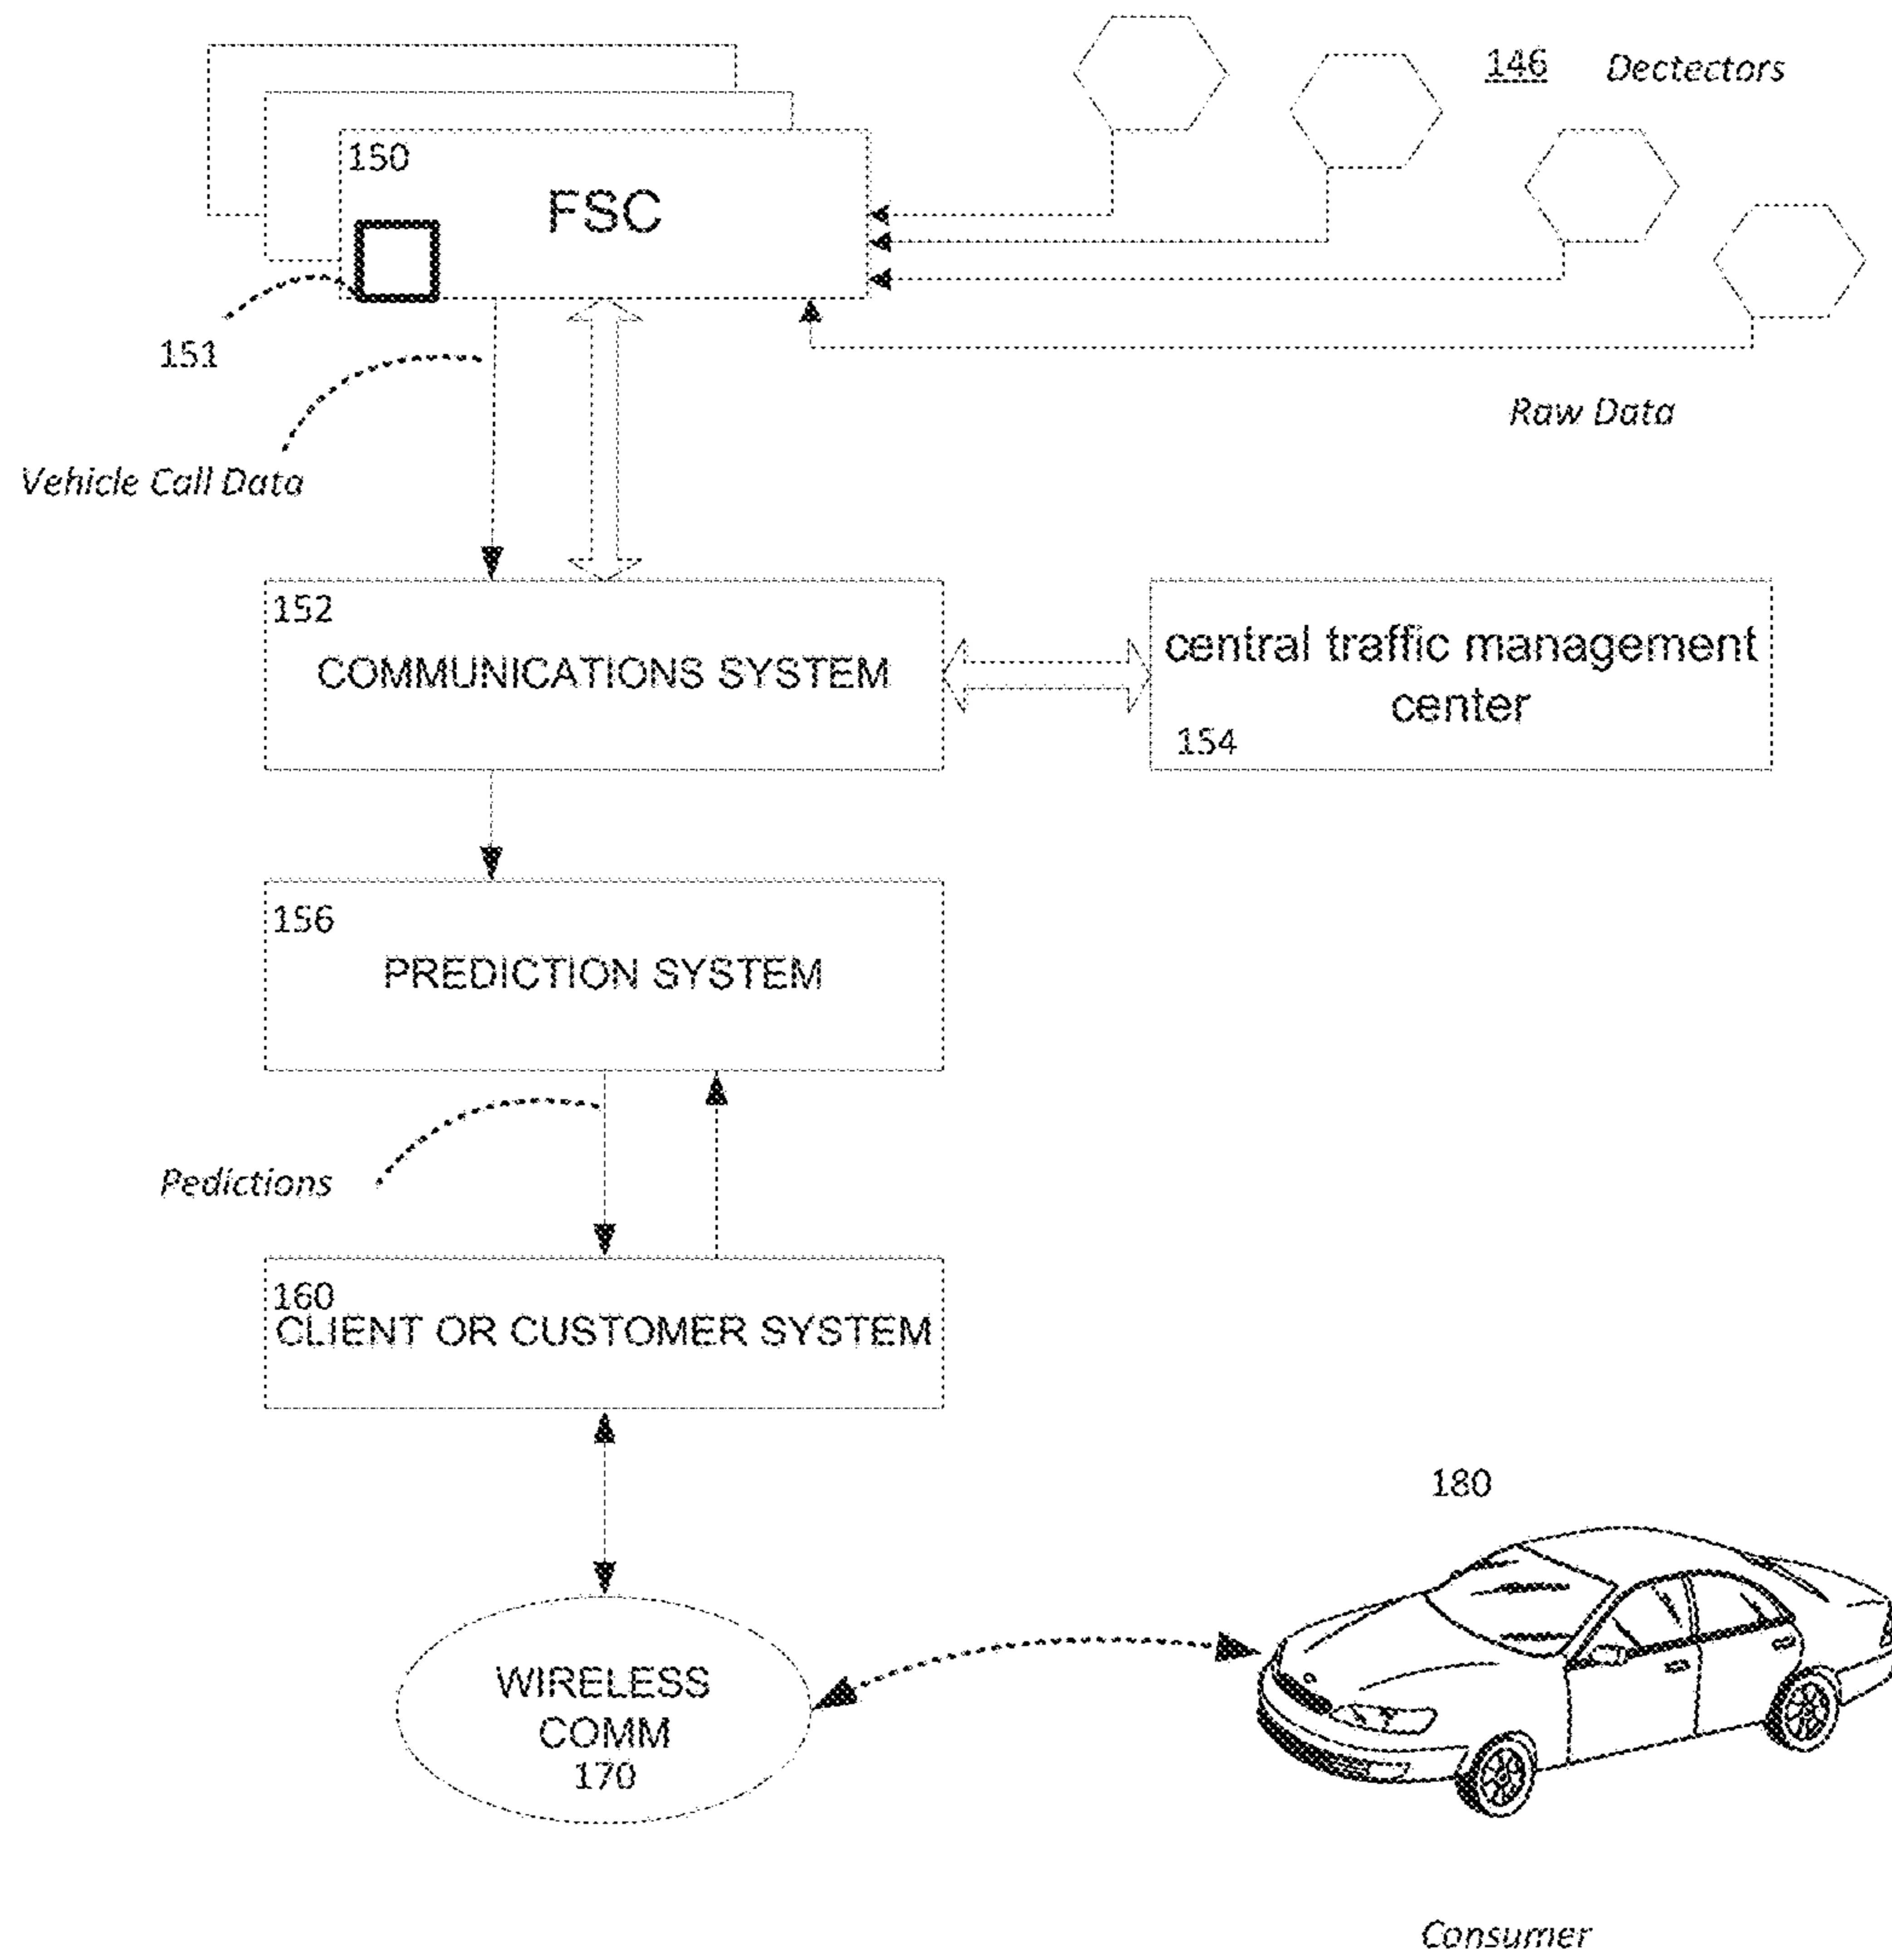 146 Dectectors
150
FSC
151
Raw Data
Vehicle Call Data
152
COMMUNICATIONS SYSTEM
central traffic management
center
154
156
PREDICTION SYSTEM
Pedictions
160
CLIENT OR CUSTOMER SYSTEM
180
WIRELESS
COMM
170
Consumer